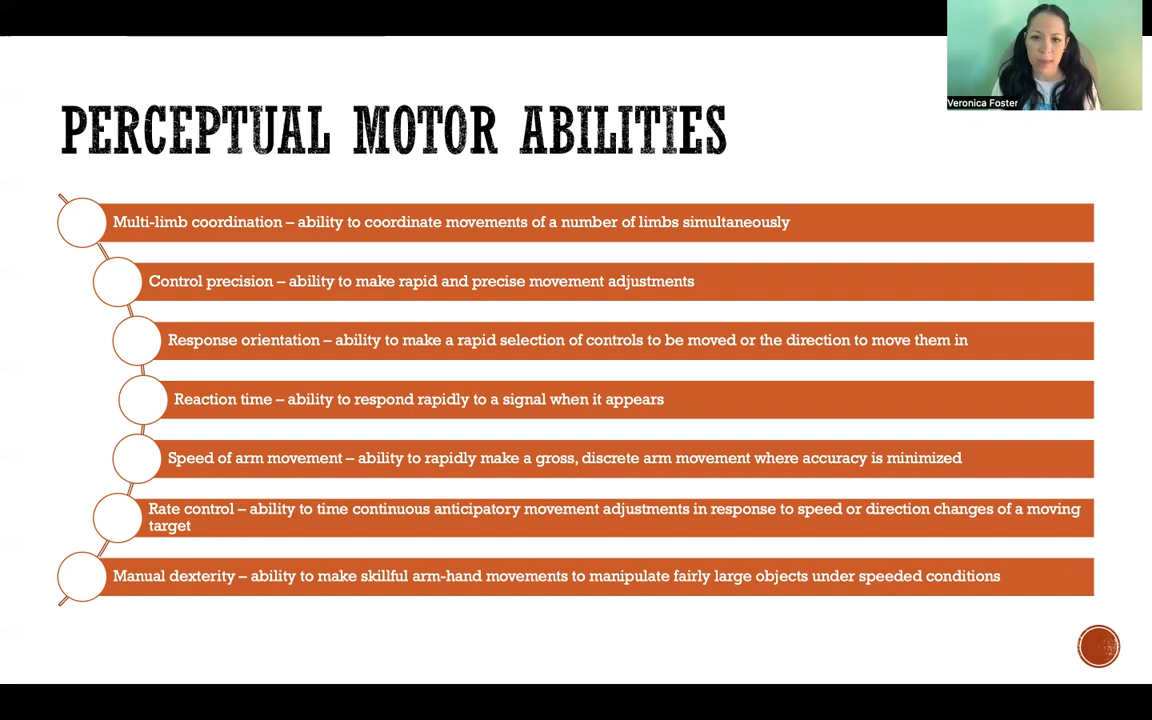 Veronica Foster
PERCEPTUAL MOTOR ABILITIES
Multi-limb coordination – ability to coordinate movements of a number of limbs simultaneously
Control precision – ability to make rapid and precise movement adjustments
Response orientation – ability to make a rapid selection of controls to be moved or the direction to move them in
Reaction time – ability to respond rapidly to a signal when it appears
Speed of arm movement – ability to rapidly make a gross, discrete arm movement where accuracy is minimized
Rate control – ability to time continuous anticipatory movement adjustments in response to speed or direction changes of a moving
target
Manual dexterity – ability to make skillful arm-hand movements to manipulate fairly large objects under speeded conditions